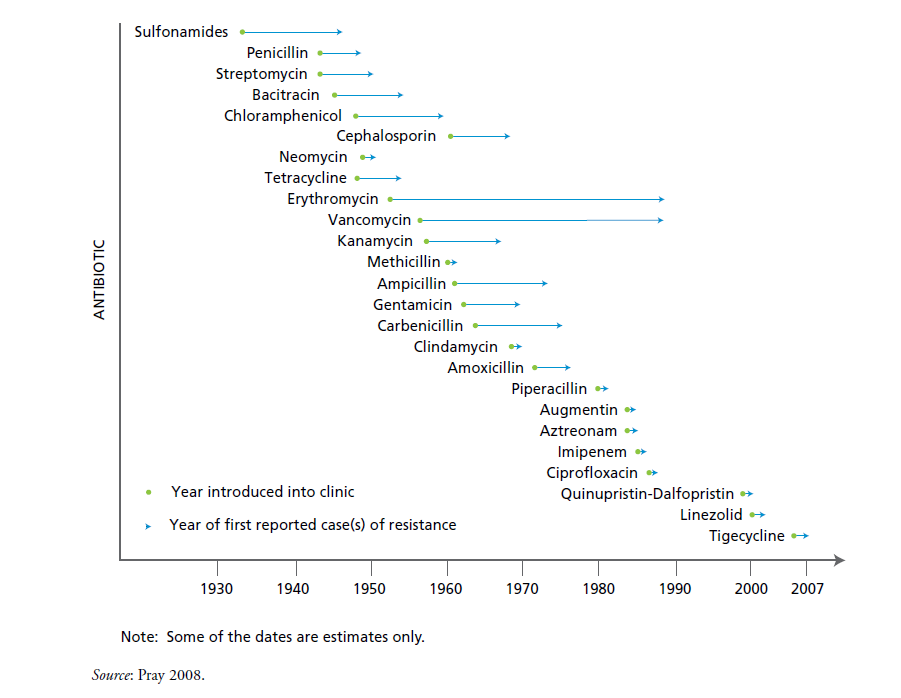 Sulfonamides
Penicillin
Streptomycin
Bacitracin
Chloramphenicol
Cephalosporin
Neomycin
Tetracycline
Erythromycin
Vancomycin
Kanamycin
Methicillin
Ampicillin
Gentamicin
Carbenicillin
Clindamycin
Amoxicillin
Piperacillin
Augmentin
Aztreonam
Imipenem
Ciprofloxacin
Quinupristin-Dalfopristin
Linezolid
Tigecycline
ANTIBIOTIC
Year introduced into clinic
Year of first reported case(s) of resistance
1930 1940 1950 1960 1970 1980 1990 2000 2007
Note: Some of the dates are estimates only.
Source: Pray 2008.